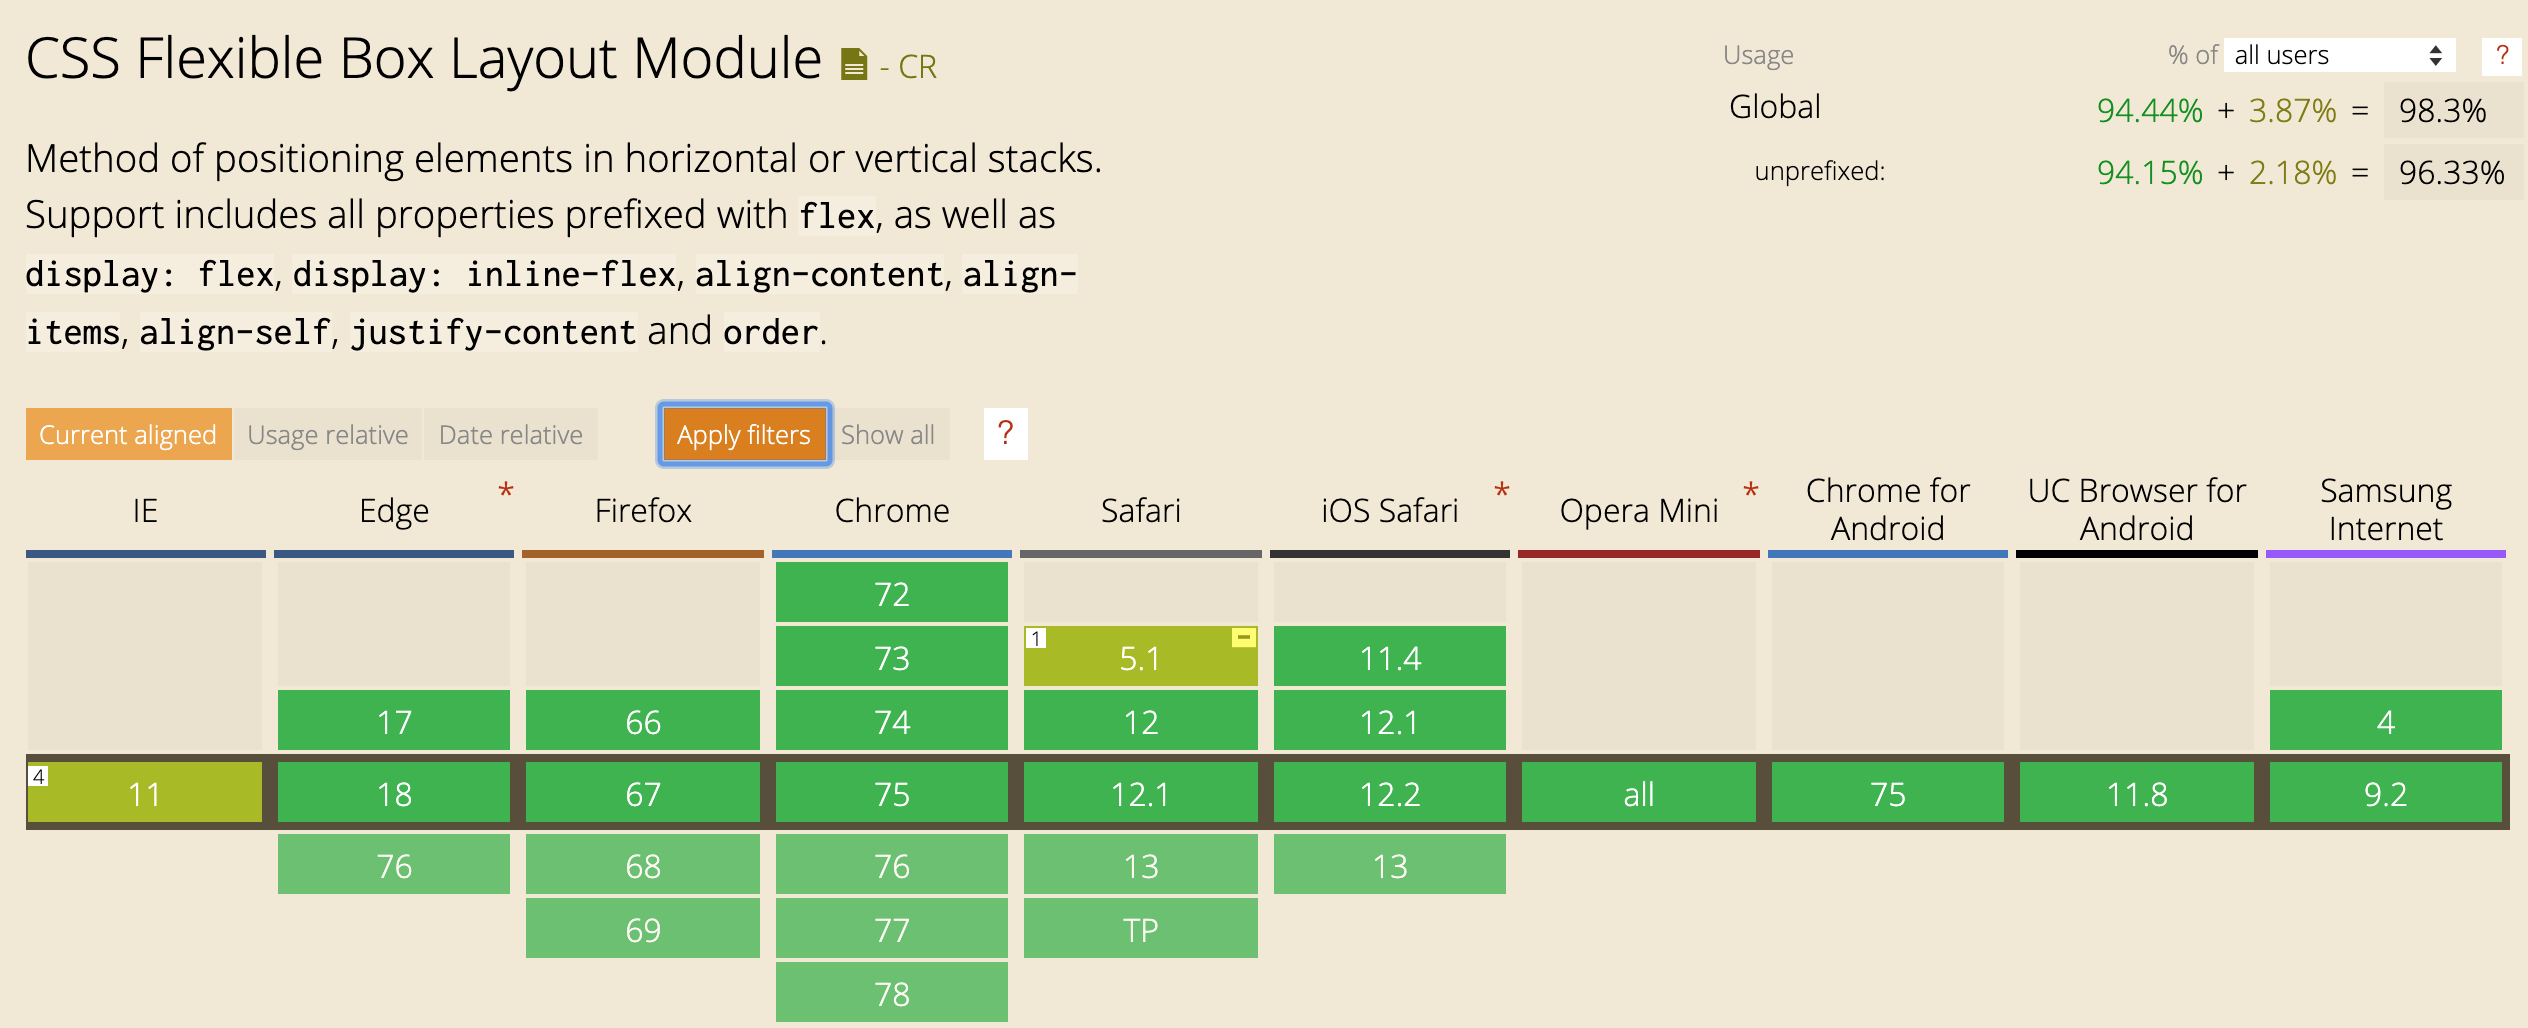 CSS Flexible Box Layout Module - CR
Usage % of all users ?
Global 94.44% + 3.87% = 98.3%
unprefixed: 94.15% + 2.18% = 96.33%
Method of positioning elements in horizontal or vertical stacks.
Support includes all properties prefixed with flex, as well as
display: flex, display: inline-flex, align-content, align-
items, align-self, justify-content and order.
Current aligned Usage relative Date relative Apply filters Show all ?
IE Edge * Firefox Chrome Safari iOS Safari * Opera Mini * Chrome for Android UC Browser for Android Samsung Internet
72
73 1 5.1 - 11.4
17 66 74 12 12.1 4
4 11 18 67 75 12.1 12.2 all 75 11.8 9.2
76 68 76 13 13
69 77 TP
78